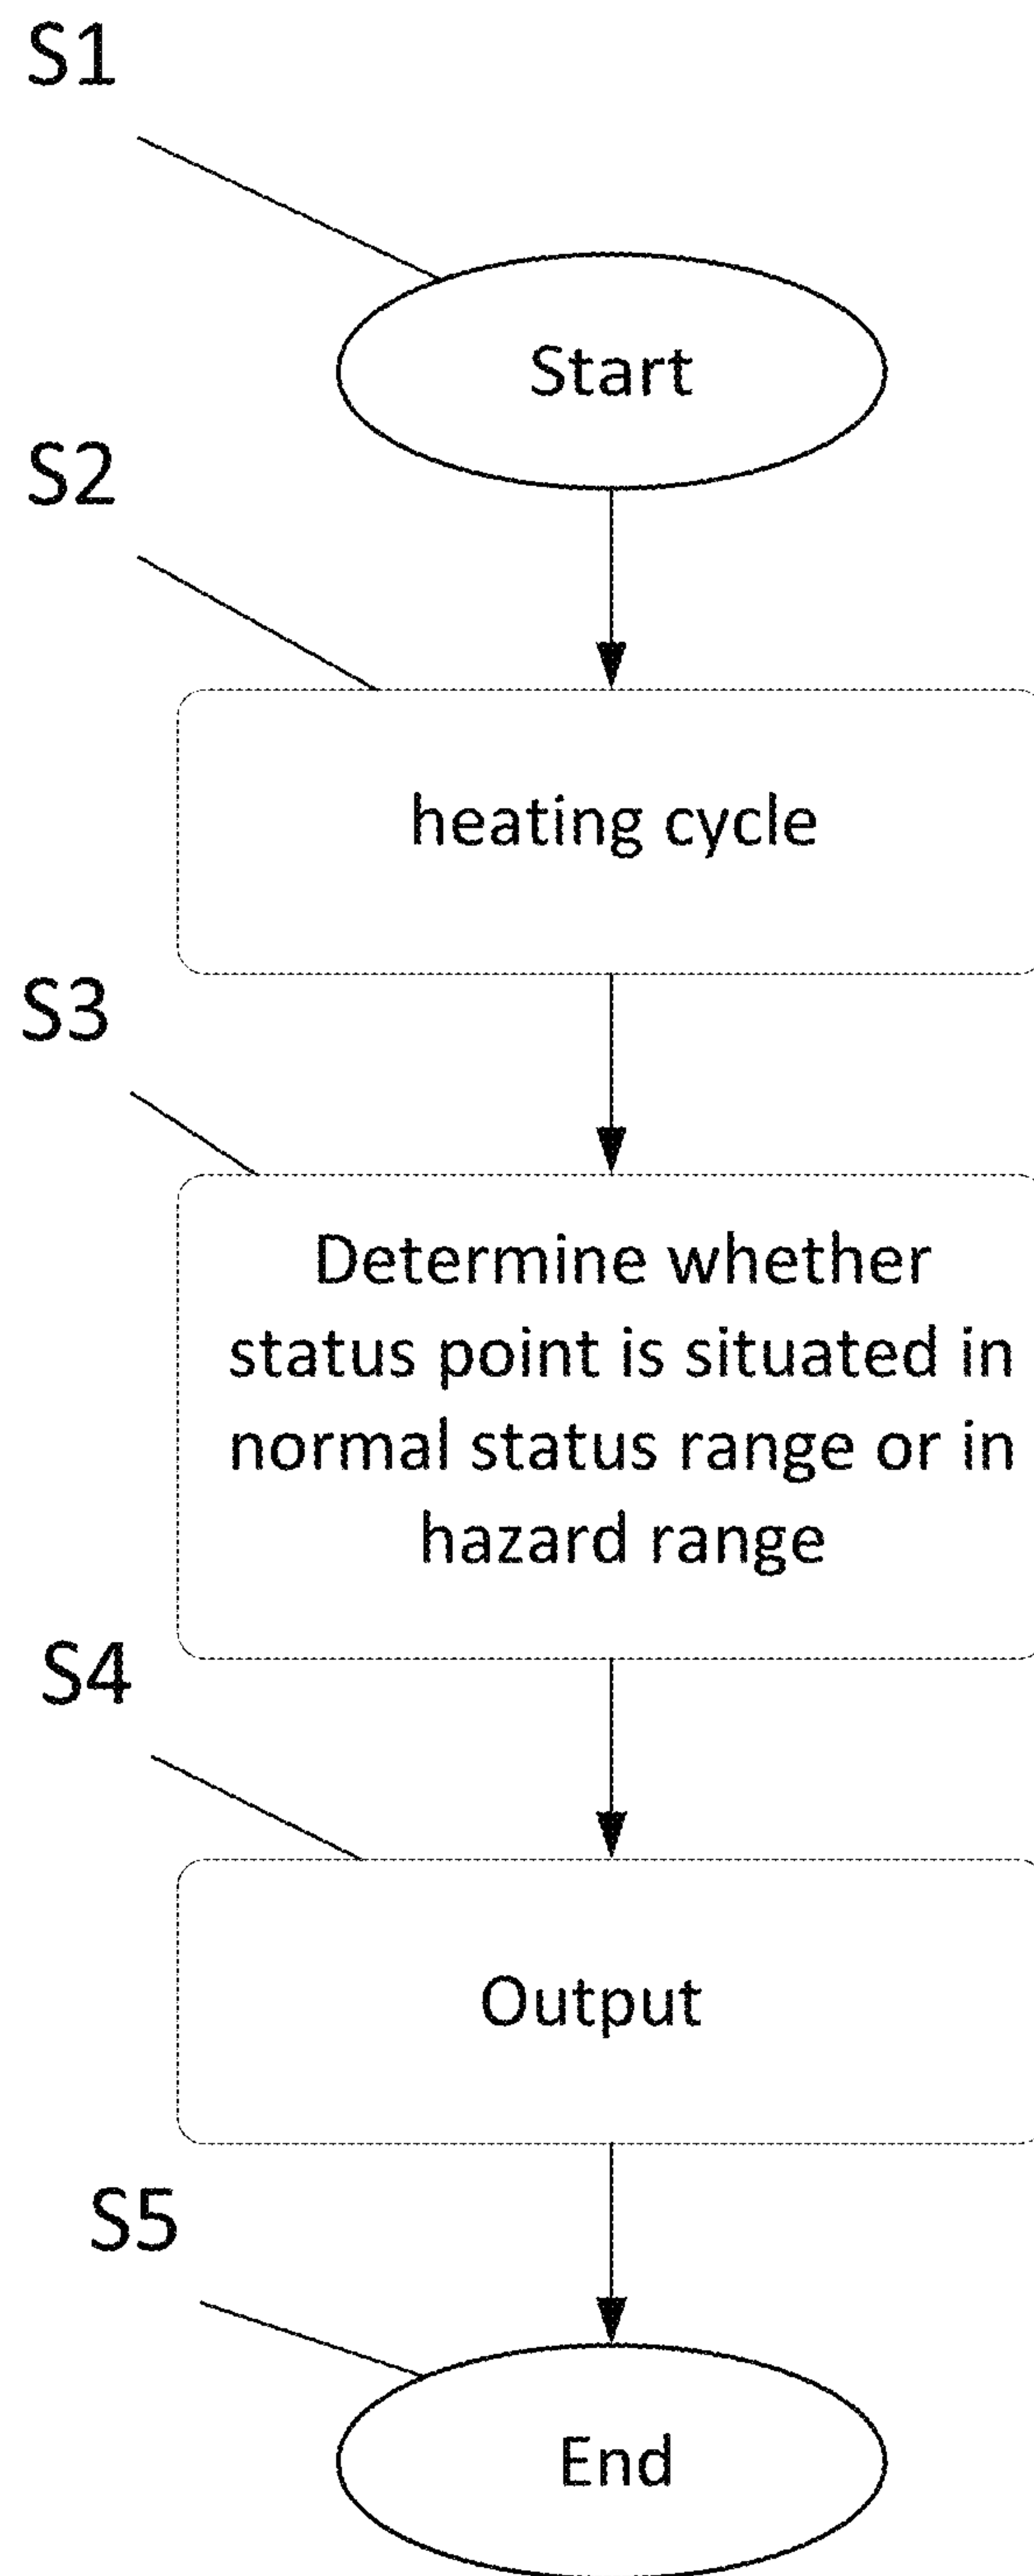 S1
Start
S2
heating cycle
S3
Determine whether
status point is situated in
normal status range or in
hazard range
S4
Output
S5
End